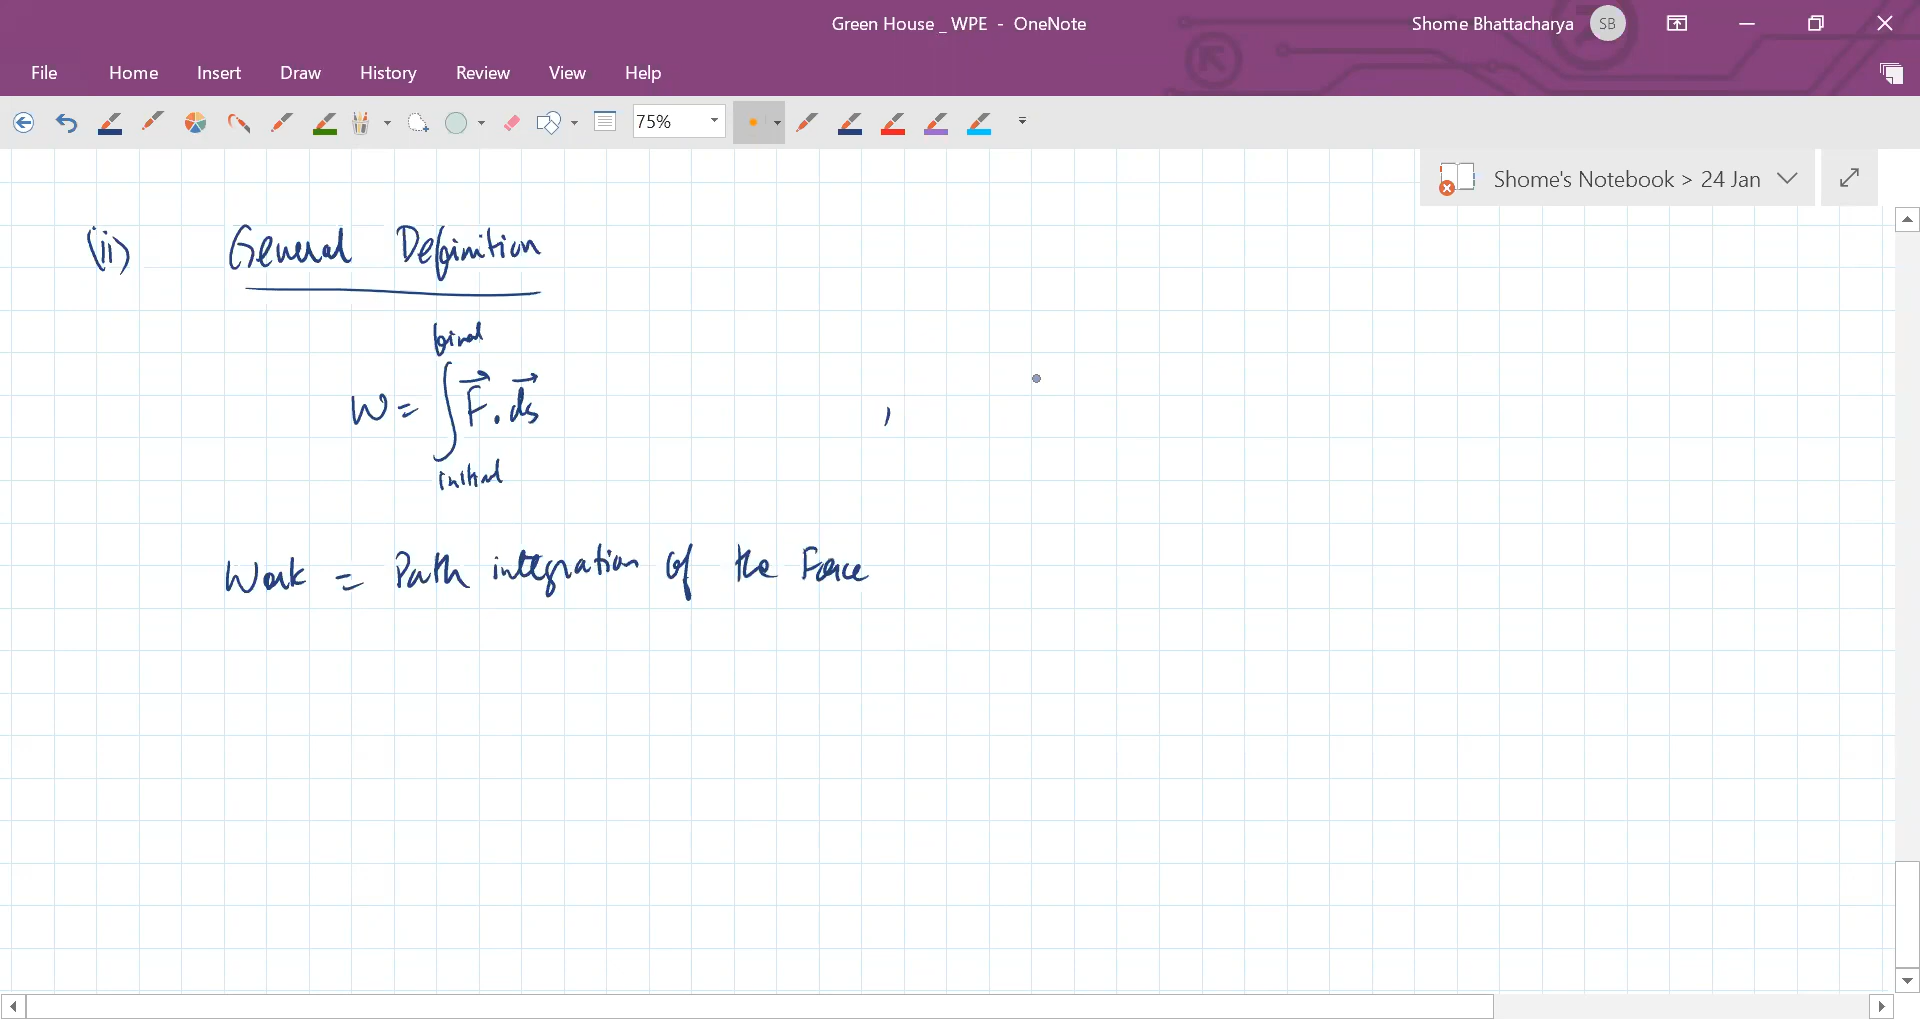 Green House _ WPE - OneNote
Shome Bhattacharya SB
File Home Insert Draw History Review View Help
75%
Shome's Notebook > 24 Jan
(ii) General Definition
final
W = ∫ F⃗ . ds⃗ ,
initial
Work = Path integration of the Force